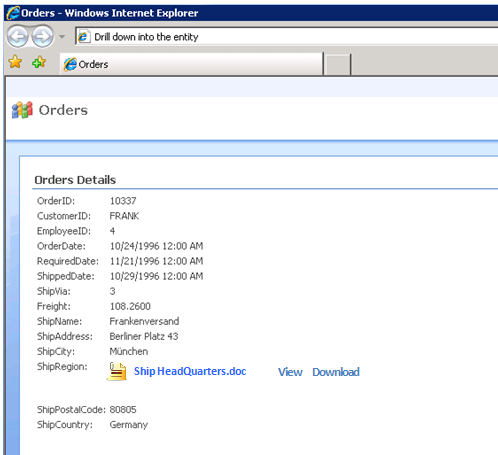 Orders - Windows Internet Explorer
Drill down into the entity
Orders
Orders
Orders Details
OrderID: 10337
CustomerID: FRANK
EmployeeID: 4
OrderDate: 10/24/1996 12:00 AM
RequiredDate: 11/21/1996 12:00 AM
ShippedDate: 10/29/1996 12:00 AM
ShipVia: 3
Freight: 108.2600
ShipName: Frankenversand
ShipAddress: Berliner Platz 43
ShipCity: München
ShipRegion: Ship HeadQuarters.doc View Download
ShipPostalCode: 80805
ShipCountry: Germany